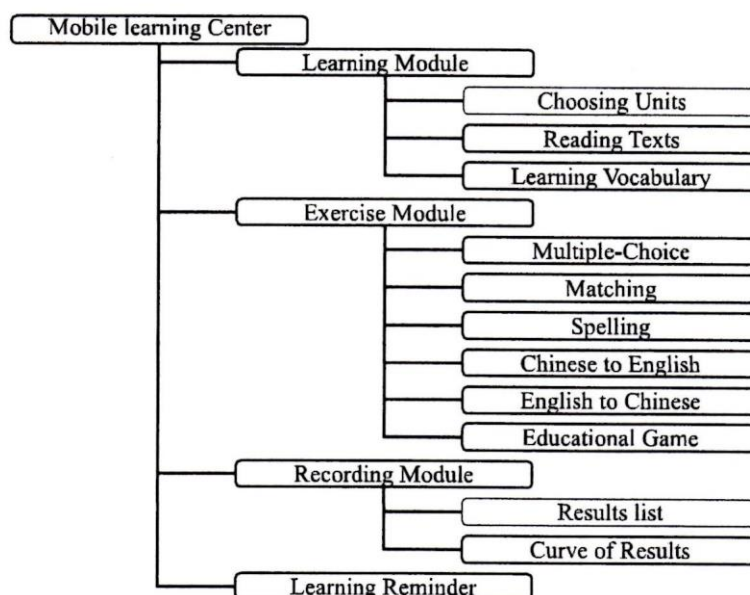 Mobile learning Center
Learning Module
Choosing Units
Reading Texts
Learning Vocabulary
Exercise Module
Multiple-Choice
Matching
Spelling
Chinese to English
English to Chinese
Educational Game
Recording Module
Results list
Curve of Results
Learning Reminder